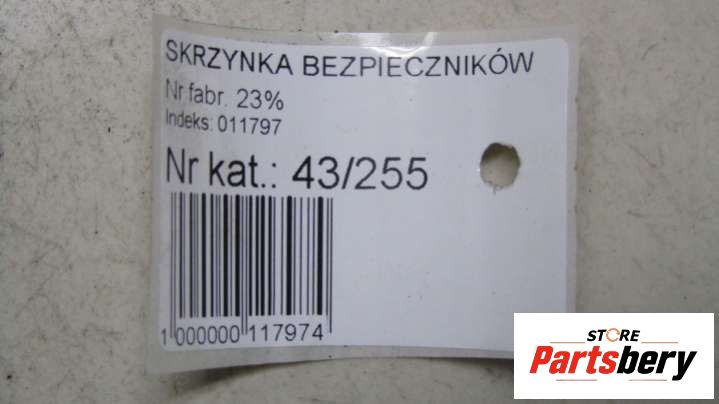 SKRZYNKA BEZPIECZNIKÓW
Nr fabr. 23%
Indeks: 011797
Nr kat.: 43/255
1 000000 117974
STORE
Partsbery